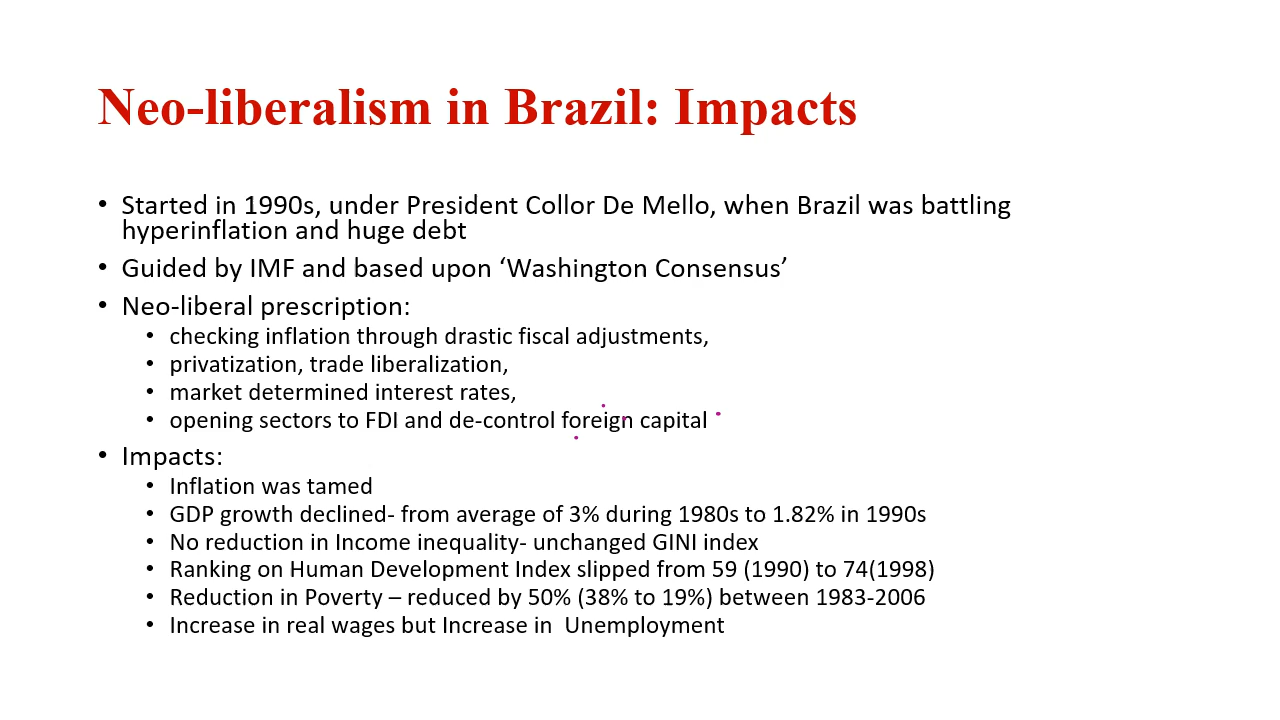 Neo-liberalism in Brazil: Impacts
• Started in 1990s, under President Collor De Mello, when Brazil was battling
hyperinflation and huge debt
• Guided by IMF and based upon ‘Washington Consensus’
• Neo-liberal prescription:
• checking inflation through drastic fiscal adjustments,
• privatization, trade liberalization,
• market determined interest rates,
• opening sectors to FDI and de-control foreign capital
• Impacts:
• Inflation was tamed
• GDP growth declined- from average of 3% during 1980s to 1.82% in 1990s
• No reduction in Income inequality- unchanged GINI index
• Ranking on Human Development Index slipped from 59 (1990) to 74(1998)
• Reduction in Poverty – reduced by 50% (38% to 19%) between 1983-2006
• Increase in real wages but Increase in  Unemployment